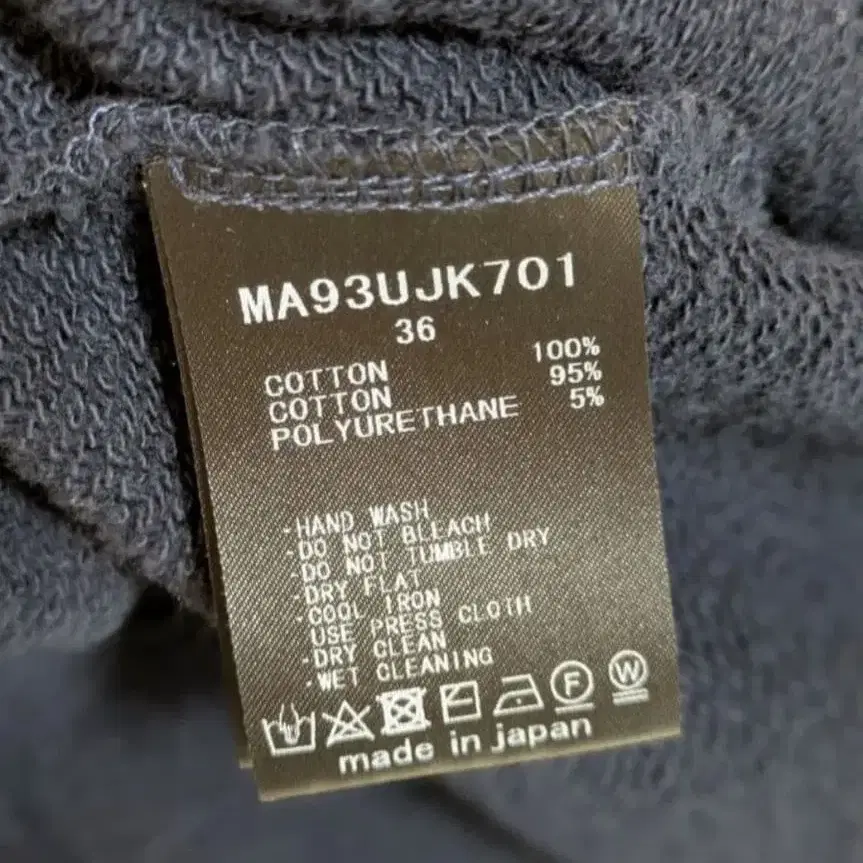 MA93UJK701
36
COTTON 100%
COTTON 95%
POLYURETHANE 5%
-HAND WASH
-DO NOT BLEACH
-DO NOT TUMBLE DRY
-DRY FLAT
-COOL IRON
USE PRESS CLOTH
-DRY CLEAN
-WET CLEANING
F W
made in japan